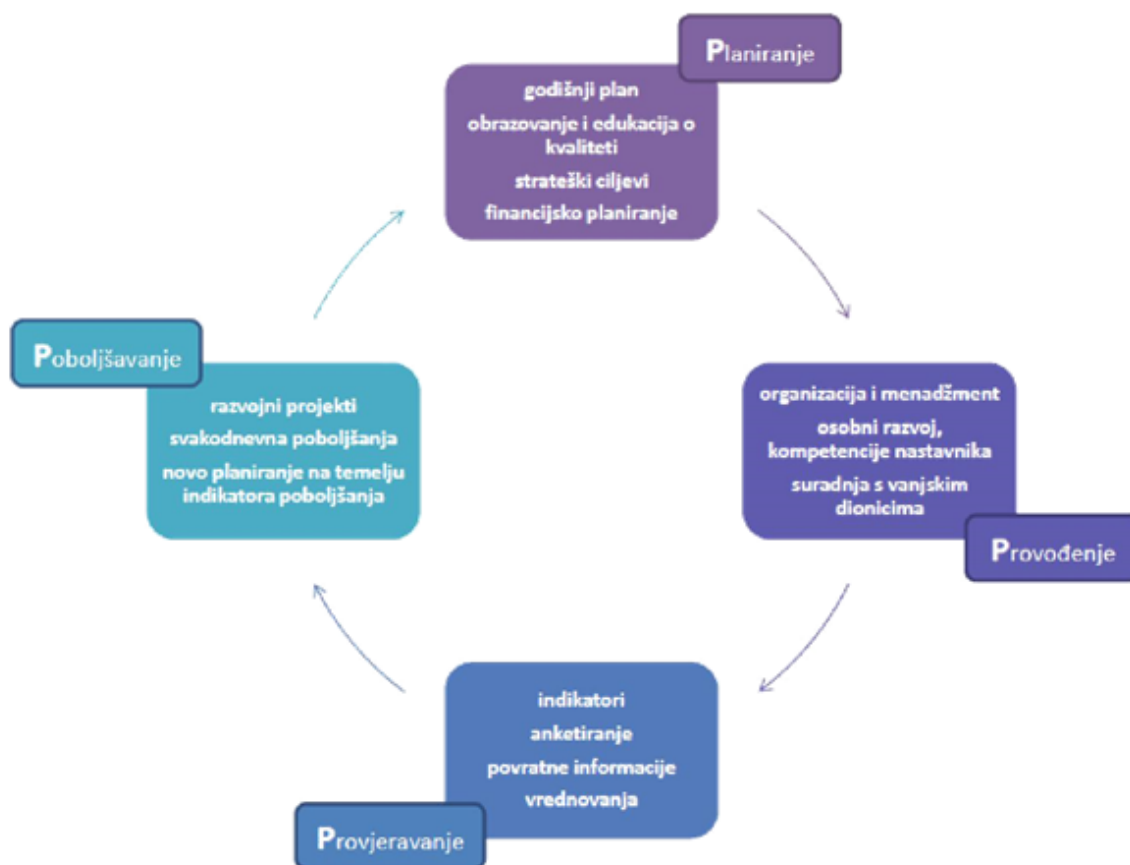 Planiranje
godišnji plan
obrazovanje i edukacija o
kvaliteti
strateški ciljevi
financijsko planiranje
Provođenje
organizacija i menadžment
osobni razvoj,
kompetencije nastavnika
suradnja s vanjskim
dionicima
Provjeravanje
indikatori
anketiranje
povratne informacije
vrednovanja
Poboljšavanje
razvojni projekti
svakodnevna poboljšanja
novo planiranje na temelju
indikatora poboljšanja